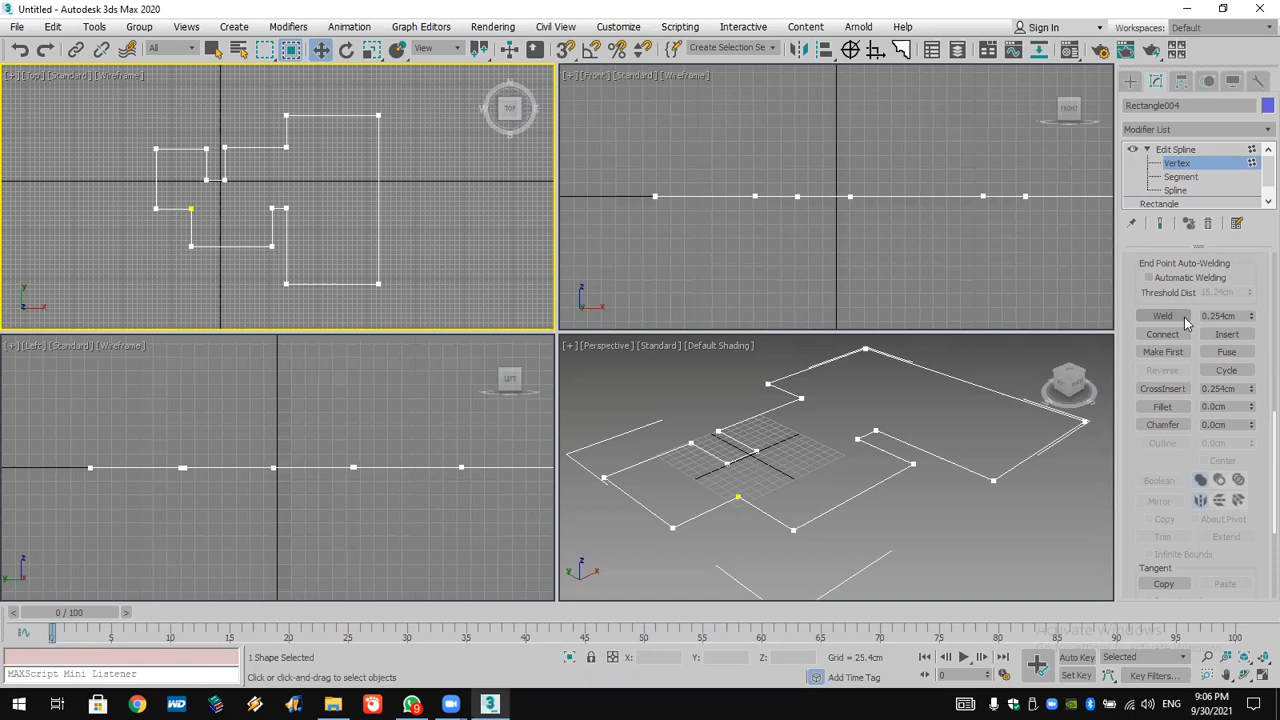 Untitled - Autodesk 3ds Max 2020
File Edit Tools Group Views Create Modifiers Animation Graph Editors Rendering Civil View Customize Scripting Interactive Content Arnold Help Sign In Workspaces: Default
All View Create Selection Se
[+] [Top] [Standard] [Wireframe]
TOP
[+] [Front] [Standard] [Wireframe]
FRONT
[+] [Left] [Standard] [Wireframe]
LEFT
[+] [Perspective] [Standard] [Default Shading]
Rectangle004
Modifier List
Edit Spline
Vertex
Segment
Spline
Rectangle
End Point Auto-Welding
Automatic Welding
Threshold Dist 15.24cm
Weld 0.254cm
Connect Insert
Make First Fuse
Reverse Cycle
CrossInsert 0.254cm
Fillet 0.0cm
Chamfer 0.0cm
Outline 0.0cm
Center
Boolean
Mirror
Copy About Pivot
Trim Extend
Infinite Bounds
Tangent
Copy Paste
0 / 100
0 5 10 15 20 25 30 35 40 45 50 55 60 65 70 75 80 85 90 95 100
Activate Windows
1 Shape Selected
X: Y: Z: Grid = 25.4cm
Auto Key Selected
MAXScript Mini Listener
Click or click-and-drag to select objects
Add Time Tag
0
Set Key Key Filters...
ENG
9:06 PM
9/30/2021